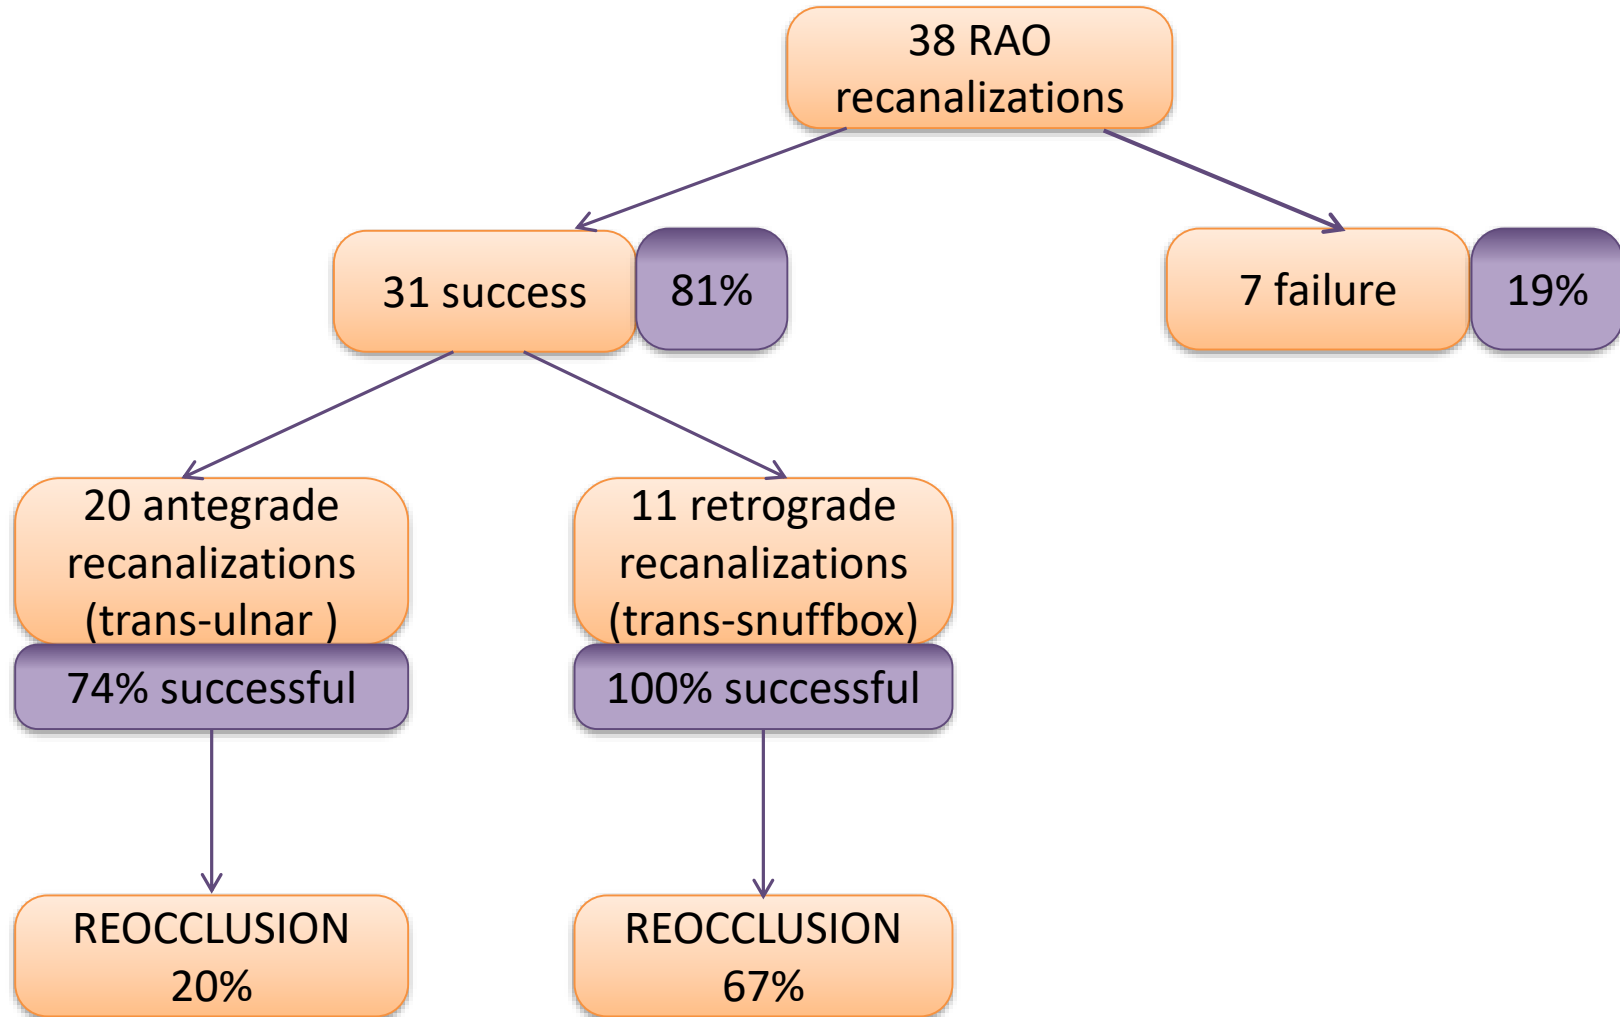 38 RAO
recanalizations
31 success
81%
7 failure
19%
20 antegrade
recanalizations
(trans-ulnar )
74% successful
11 retrograde
recanalizations
(trans-snuffbox)
100% successful
REOCCLUSION
20%
REOCCLUSION
67%